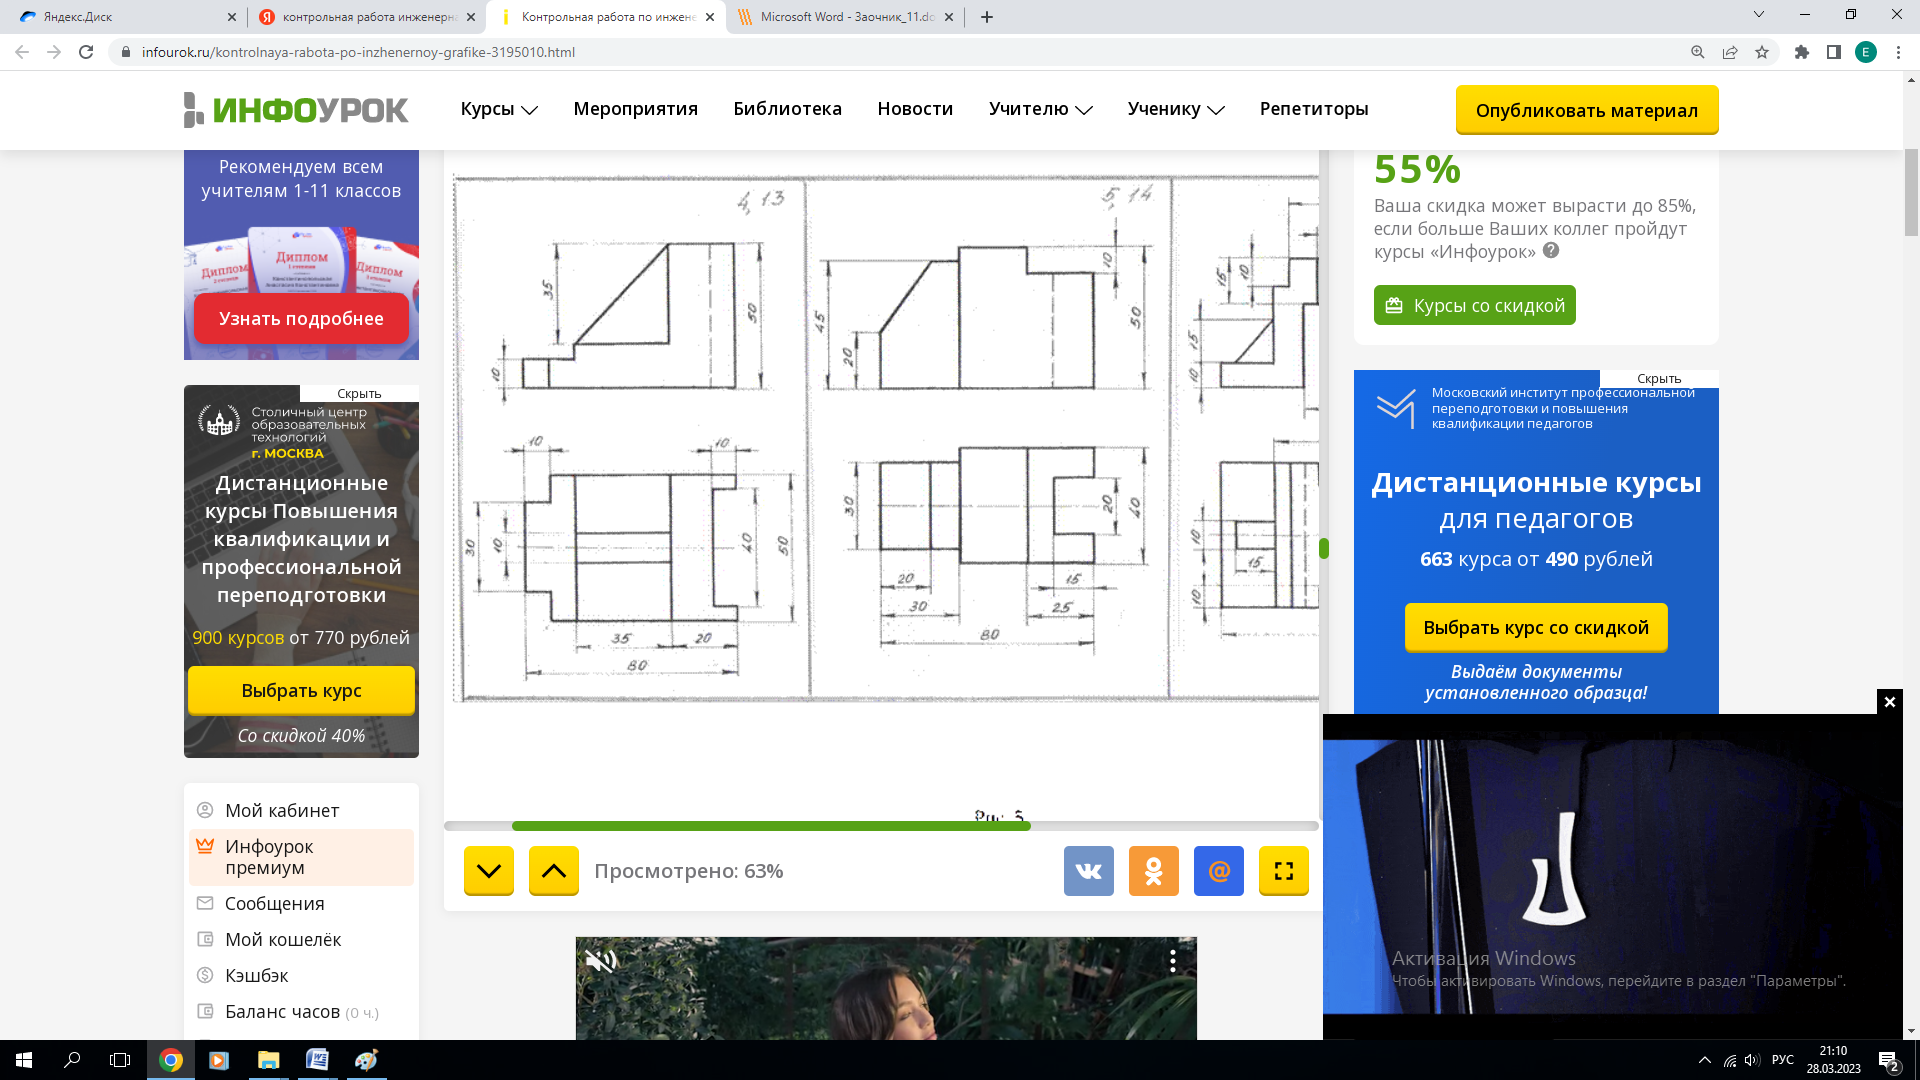 Яндекс.Диск
контрольная работа инженерна
Контрольная работа по инжене
Microsoft Word - Заочник_11.do
infourok.ru/kontrolnaya-rabota-po-inzhenernoy-grafike-3195010.html
E
ИНФОУРОК
Курсы
Мероприятия
Библиотека
Новости
Учителю
Ученику
Репетиторы
Опубликовать материал
Рекомендуем всем
учителям 1-11 классов
Диплом
Диплом
Диплом
Узнать подробнее
Скрыть
Столичный центр
образовательных
технологий
г. МОСКВА
Дистанционные
курсы Повышения
квалификации и
профессиональной
переподготовки
900 курсов от 770 рублей
Выбрать курс
Со скидкой 40%
Мой кабинет
Инфоурок
премиум
Сообщения
Мой кошелёк
Кэшбэк
Баланс часов (0 ч.)
4, 13
35
50
10
10
10
30
10
40
50
35
20
80
5, 14
45
20
10
50
30
20
40
20
15
30
25
80
15
10
15
10
10
15
10
Рис. 5
Просмотрено: 63%
55%
Ваша скидка может вырасти до 85%,
если больше Ваших коллег пройдут
курсы «Инфоурок»
Курсы со скидкой
Скрыть
Московский институт профессиональной
переподготовки и повышения
квалификации педагогов
Дистанционные курсы
для педагогов
663 курса от 490 рублей
Выбрать курс со скидкой
Выдаём документы
установленного образца!
Активация Windows
Чтобы активировать Windows, перейдите в раздел "Параметры".
РУС
21:10
28.03.2023
2